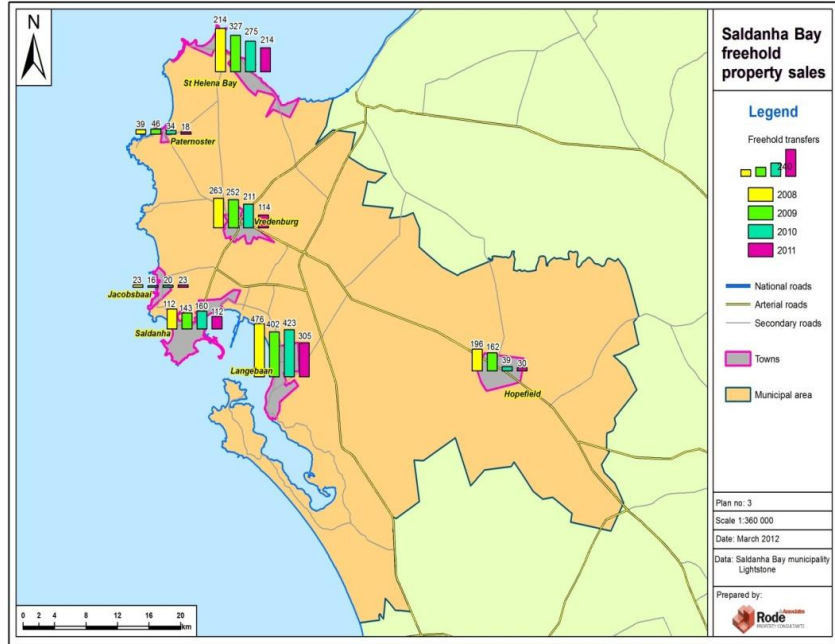 Saldanha Bay
freehold
property sales
Legend
Freehold transfers
240
2008
2009
2010
2011
National roads
Arterial roads
Secondary roads
Towns
Municipal area
Plan no: 3
Scale 1:360 000
Date: March 2012
Data: Saldanha Bay municipality
Lightstone
Prepared by:
& Associates
Rode
PROPERTY CONSULTANTS
N
214
327
275
214
St Helena Bay
39
46
34
18
Paternoster
263
252
211
114
Vredenburg
23
16
20
23
Jacobsbaai
112
143
160
112
Saldanha
476
402
423
305
Langebaan
196
162
39
30
Hopefield
0 2 4 8 12 16 20
km